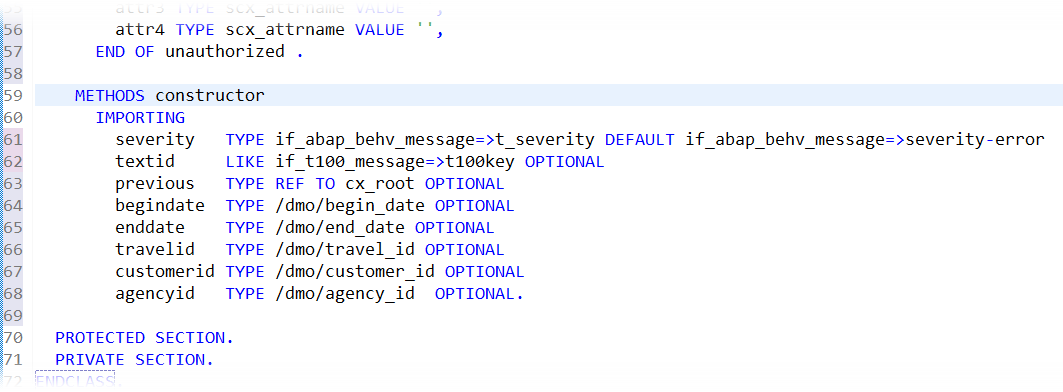 55 attr3 TYPE scx_attrname VALUE '',
56 attr4 TYPE scx_attrname VALUE '',
57 END OF unauthorized .
58
59 METHODS constructor
60 IMPORTING
61 severity TYPE if_abap_behv_message=>t_severity DEFAULT if_abap_behv_message=>severity-error
62 textid LIKE if_t100_message=>t100key OPTIONAL
63 previous TYPE REF TO cx_root OPTIONAL
64 begindate TYPE /dmo/begin_date OPTIONAL
65 enddate TYPE /dmo/end_date OPTIONAL
66 travelid TYPE /dmo/travel_id OPTIONAL
67 customerid TYPE /dmo/customer_id OPTIONAL
68 agencyid TYPE /dmo/agency_id OPTIONAL.
69
70 PROTECTED SECTION.
71 PRIVATE SECTION.
72 ENDCLASS.